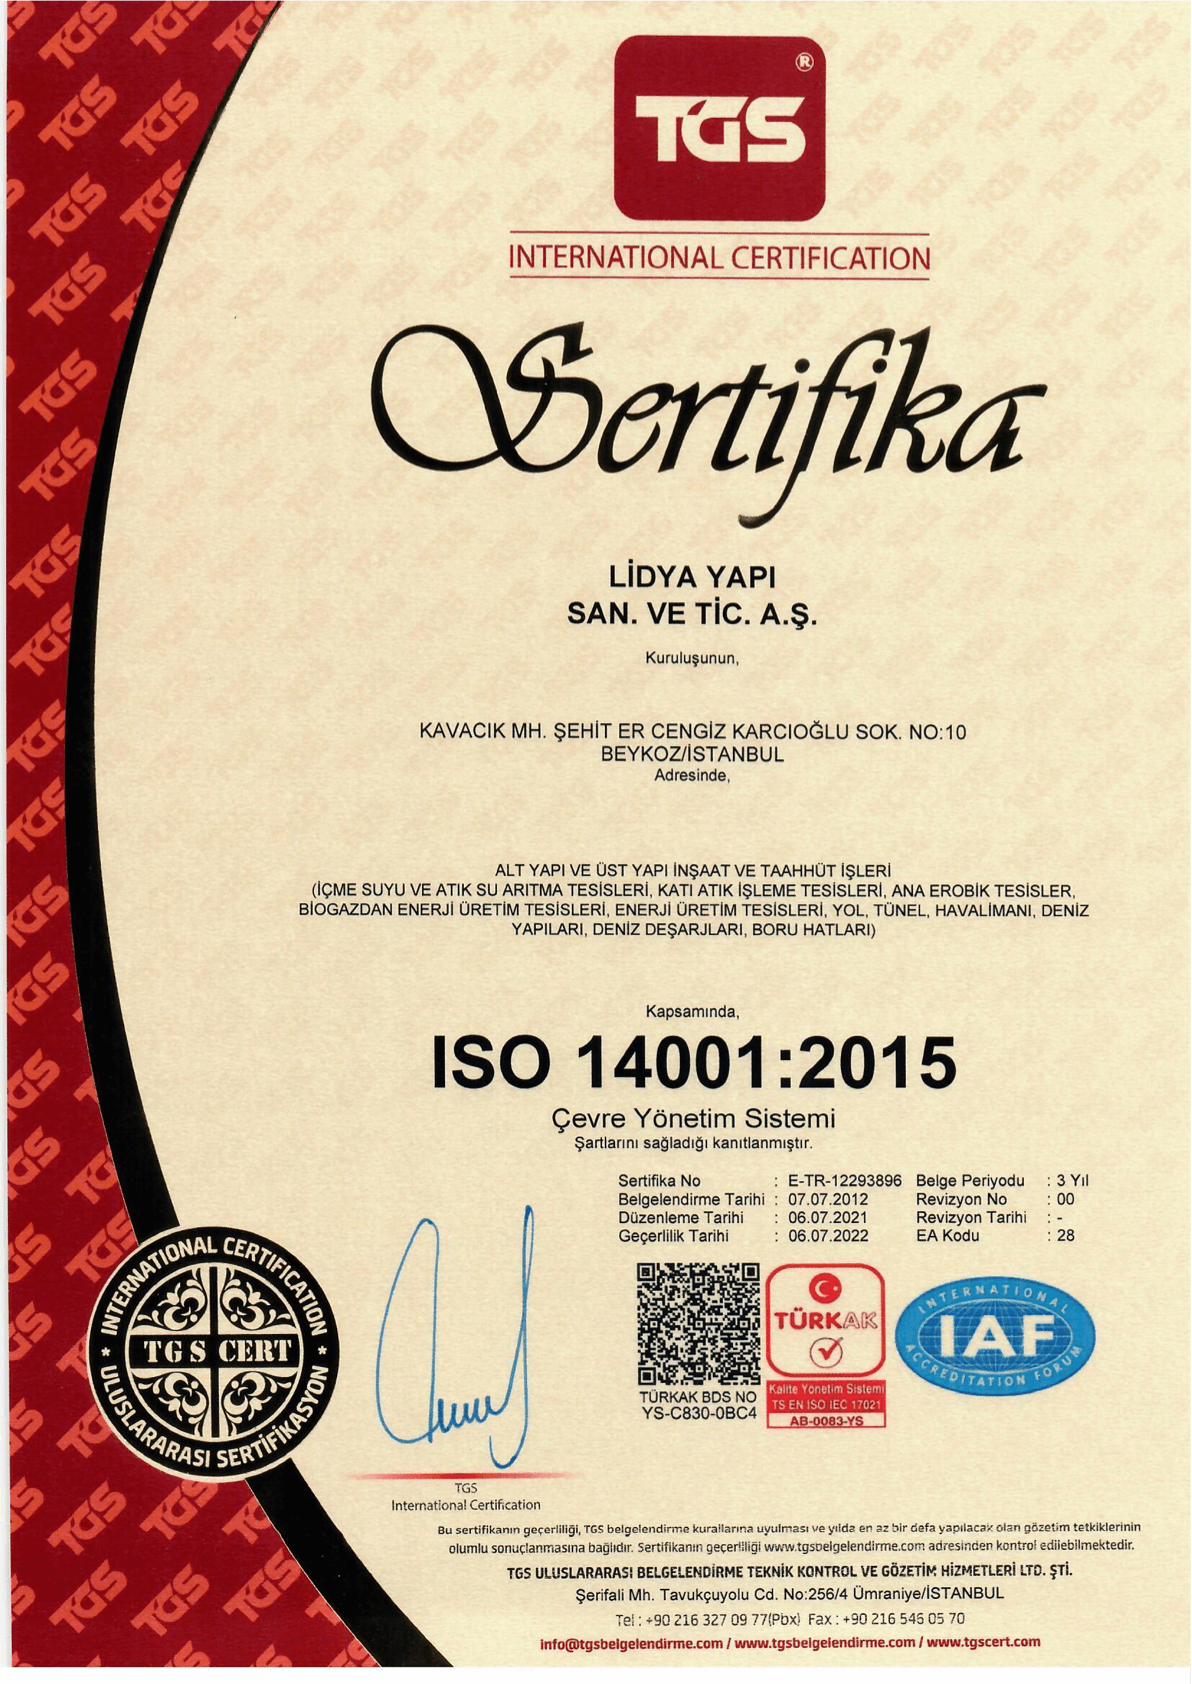 TGS
®
INTERNATIONAL CERTIFICATION
Sertifika
LİDYA YAPI
SAN. VE TİC. A.Ş.
Kuruluşunun,
KAVACIK MH. ŞEHİT ER CENGİZ KARCIOĞLU SOK. NO:10
BEYKOZ/İSTANBUL
Adresinde,
ALT YAPI VE ÜST YAPI İNŞAAT VE TAAHHÜT İŞLERİ
(İÇME SUYU VE ATIK SU ARITMA TESİSLERİ, KATI ATIK İŞLEME TESİSLERİ, ANA EROBİK TESİSLER,
BİOGAZDAN ENERJİ ÜRETİM TESİSLERİ, ENERJİ ÜRETİM TESİSLERİ, YOL, TÜNEL, HAVALİMANI, DENİZ
YAPILARI, DENİZ DEŞARJLARI, BORU HATLARI)
Kapsamında,
ISO 14001:2015
Çevre Yönetim Sistemi
Şartlarını sağladığı kanıtlanmıştır.
Sertifika No : E-TR-12293896 Belge Periyodu : 3 Yıl
Belgelendirme Tarihi : 07.07.2012 Revizyon No : 00
Düzenleme Tarihi : 06.07.2021 Revizyon Tarihi : -
Geçerlilik Tarihi : 06.07.2022 EA Kodu : 28
INTERNATIONAL CERTIFICATION
TGS CERT
* ULUSLARARASI SERTİFİKASYON *
TÜRKAK BDS NO
YS-C830-0BC4
TÜRKAK
Kalite Yönetim Sistemi
TS EN ISO IEC 17021
AB-0083-YS
INTERNATIONAL
IAF
ACCREDITATION FORUM
TGS
International Certification
Bu sertifikanın geçerliliği, TGS belgelendirme kurallarına uyulması ve yılda en az bir defa yapılacak olan gözetim tetkiklerinin
olumlu sonuçlanmasına bağlıdır. Sertifikanın geçerliliği www.tgsbelgelendirme.com adresinden kontrol edilebilmektedir.
TGS ULUSLARARASI BELGELENDİRME TEKNİK KONTROL VE GÖZETİM HİZMETLERİ LTD. ŞTİ.
Şerifali Mh. Tavukçuyolu Cd. No:256/4 Ümraniye/İSTANBUL
Tel : +90 216 327 09 77(Pbx) Fax : +90 216 546 05 70
info@tgsbelgelendirme.com / www.tgsbelgelendirme.com / www.tgscert.com